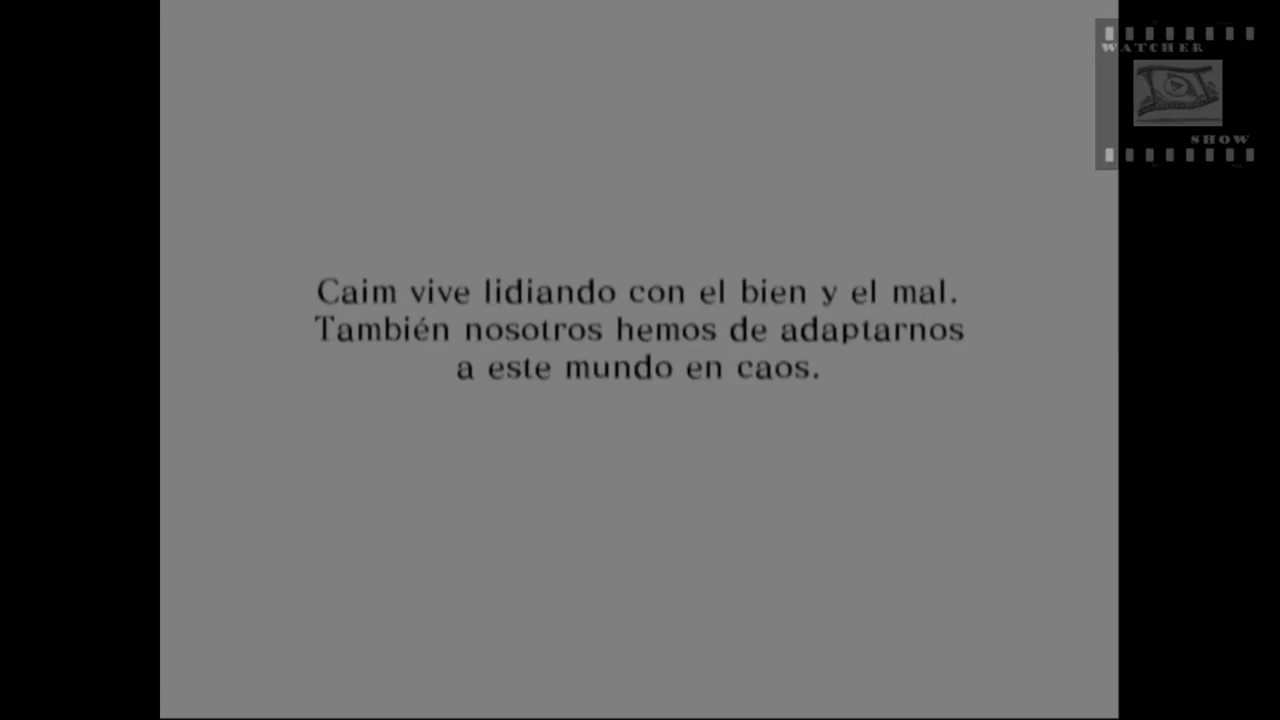 WATCHER
SHOW
Caim vive lidiando con el bien y el mal.
También nosotros hemos de adaptarnos
a este mundo en caos.